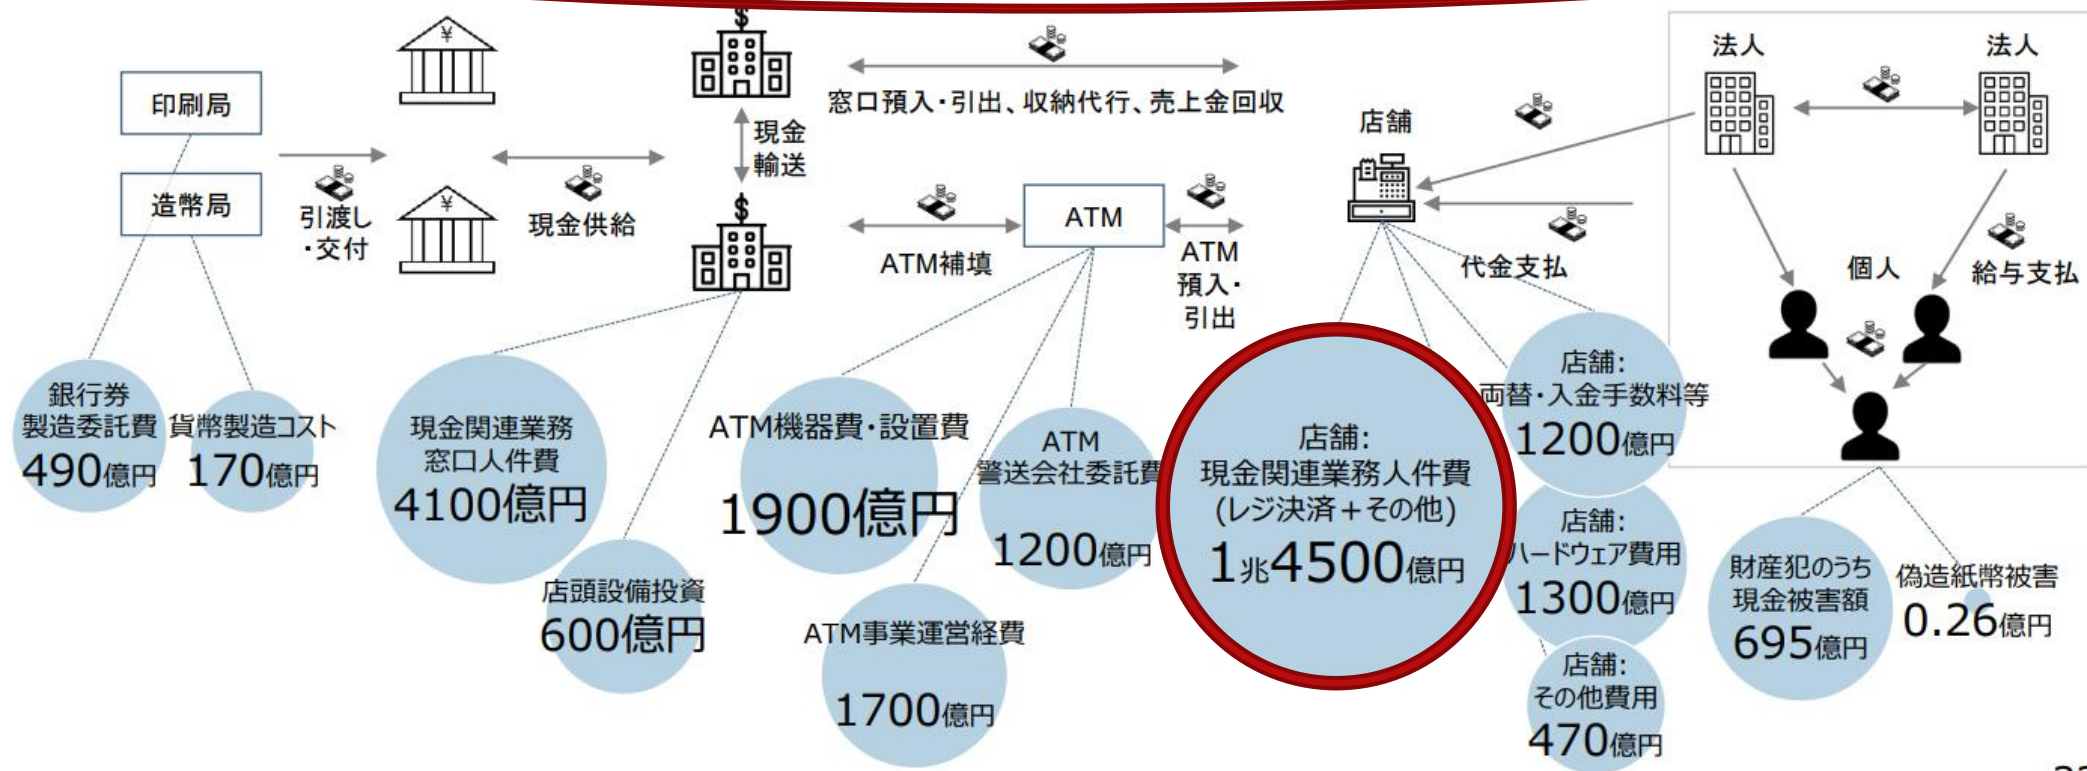 ¥
$
法人
法人
印刷局
窓口預入・引出、収納代行、売上金回収
店舗
現金
輸送
造幣局
¥
$
ATM
引渡し
・交付
現金供給
ATM補填
ATM
預入・
引出
代金支払
個人
給与支払
銀行券
製造委託費
490億円
貨幣製造コスト
170億円
現金関連業務
窓口人件費
4100億円
店頭設備投資
600億円
ATM機器費・設置費
1900億円
ATM
警送会社委託費
1200億円
ATM事業運営経費
1700億円
店舗:
現金関連業務人件費
(レジ決済+その他)
1兆4500億円
店舗:
両替・入金手数料等
1200億円
店舗:
ハードウェア費用
1300億円
店舗:
その他費用
470億円
財産犯のうち
現金被害額
695億円
偽造紙幣被害
0.26億円